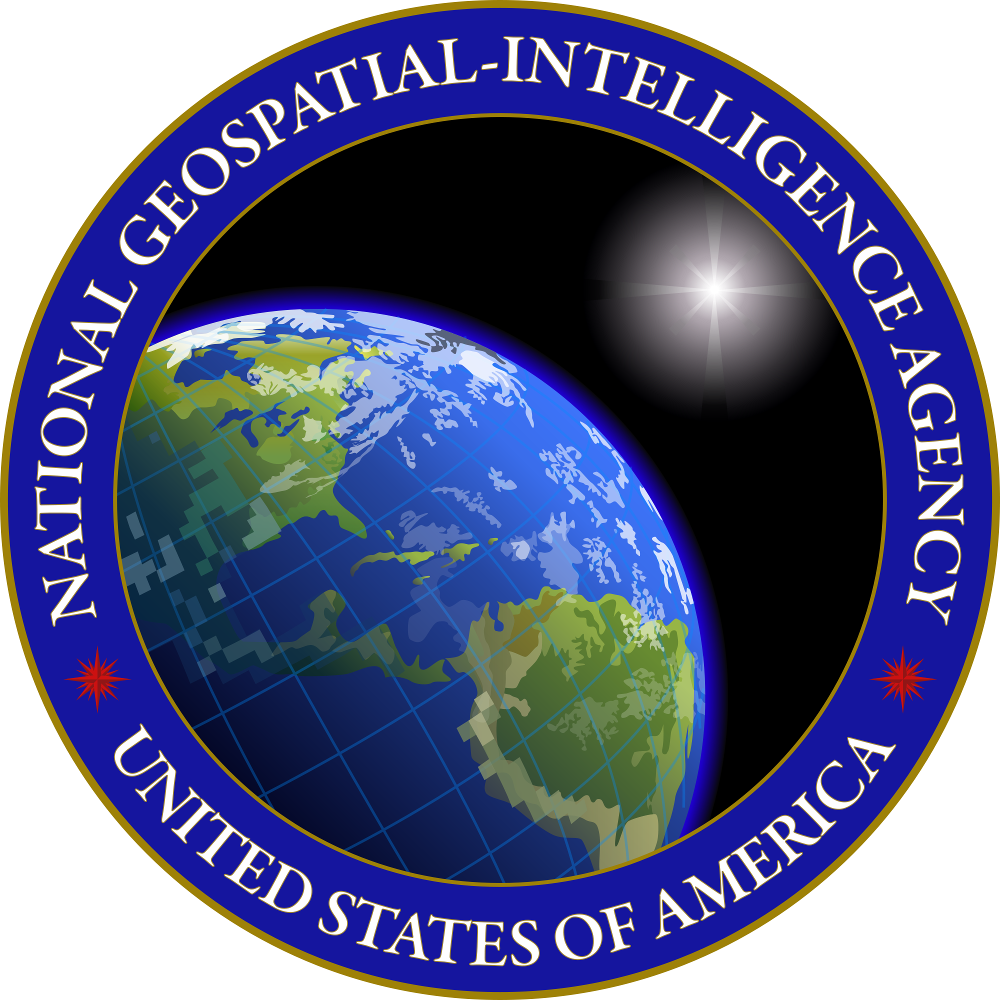 NATIONAL GEOSPATIAL-INTELLIGENCE AGENCY
UNITED STATES OF AMERICA